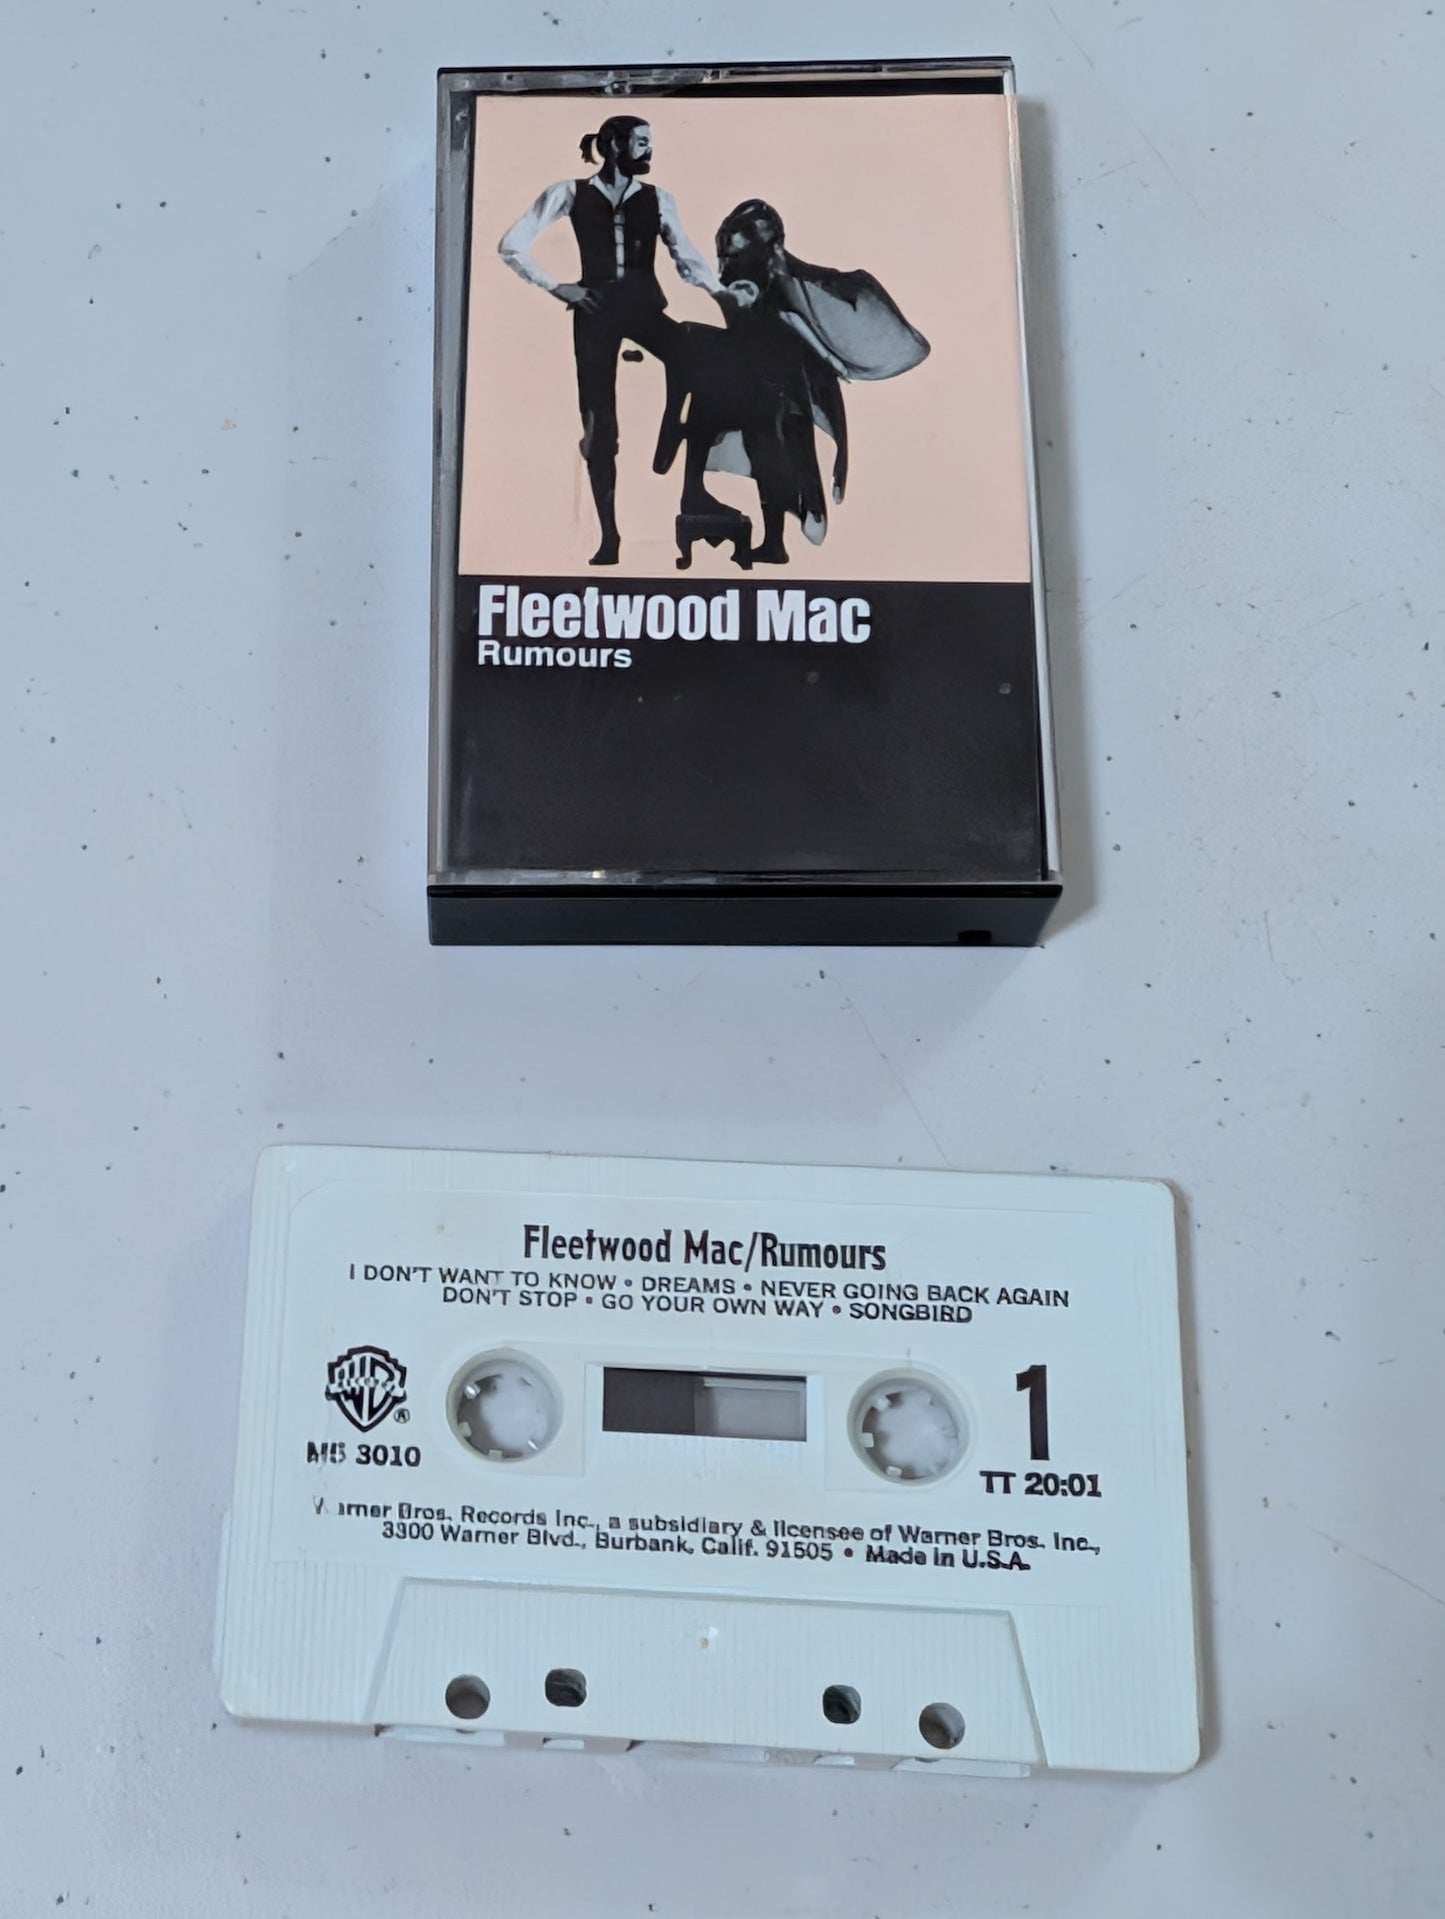 Fleetwood Mac
Rumours
Fleetwood Mac/Rumours
I DON'T WANT TO KNOW • DREAMS • NEVER GOING BACK AGAIN
DON'T STOP • GO YOUR OWN WAY • SONGBIRD
1
®
3010
TT 20:01
Warner Bros. Records Inc., a subsidiary & licensee of Warner Bros. Inc.,
3300 Warner Blvd., Burbank, Calif. 91505 • Made in U.S.A.